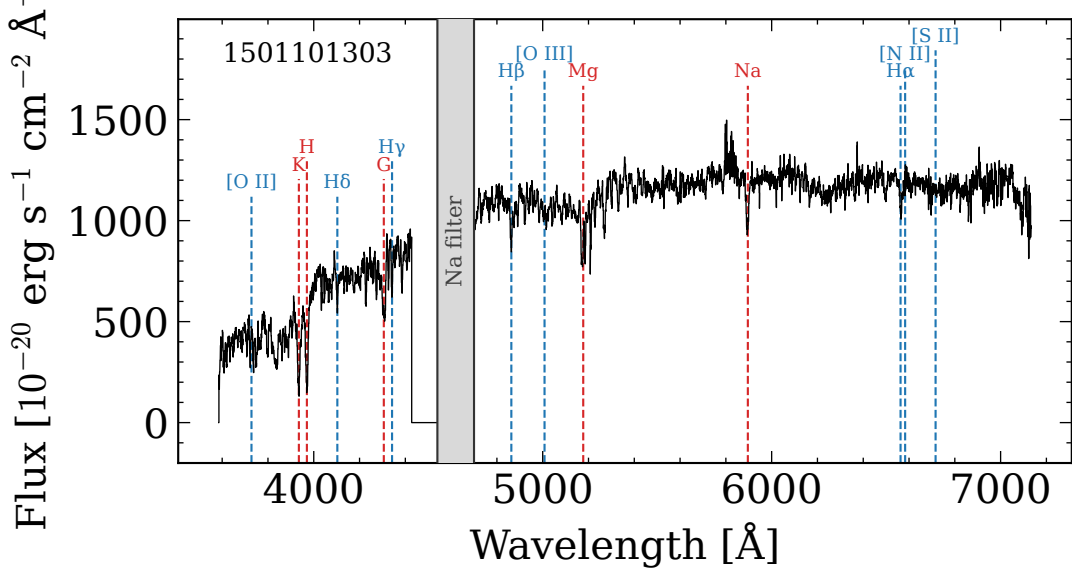 1501101303
[O II]
K
H
Hδ
G
Hγ
Na filter
Hβ
[O III]
Mg
Na
Hα
[N II]
[S II]
0
500
1000
1500
4000
5000
6000
7000
Wavelength [Å]
Flux [10⁻²⁰ erg s⁻¹ cm⁻² Å⁻